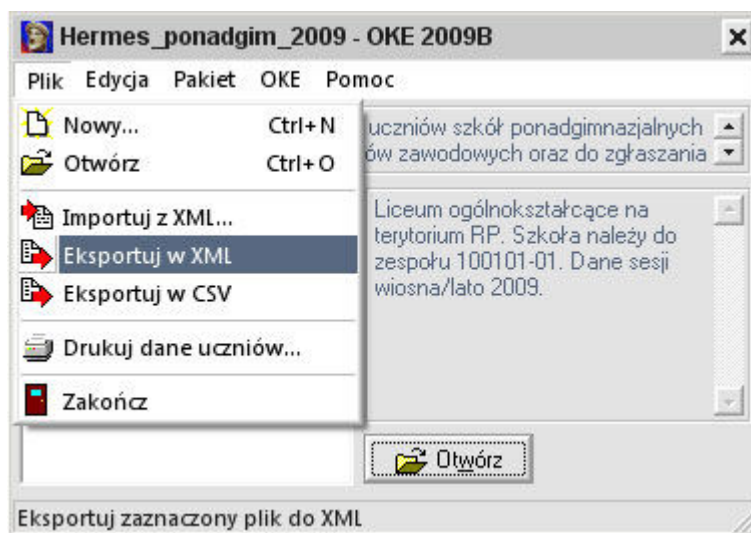 Hermes_ponadgim_2009 - OKE 2009B
Plik Edycja Pakiet OKE Pomoc
Nowy... Ctrl+N
Otwórz Ctrl+O
Importuj z XML...
Eksportuj w XML
Eksportuj w CSV
Drukuj dane uczniów...
Zakończ
uczniów szkół ponadgimnazjalnych
ów zawodowych oraz do zgłaszania
Liceum ogólnokształcące na
terytorium RP. Szkoła należy do
zespołu 100101-01. Dane sesji
wiosna/lato 2009.
Otwórz
Eksportuj zaznaczony plik do XML